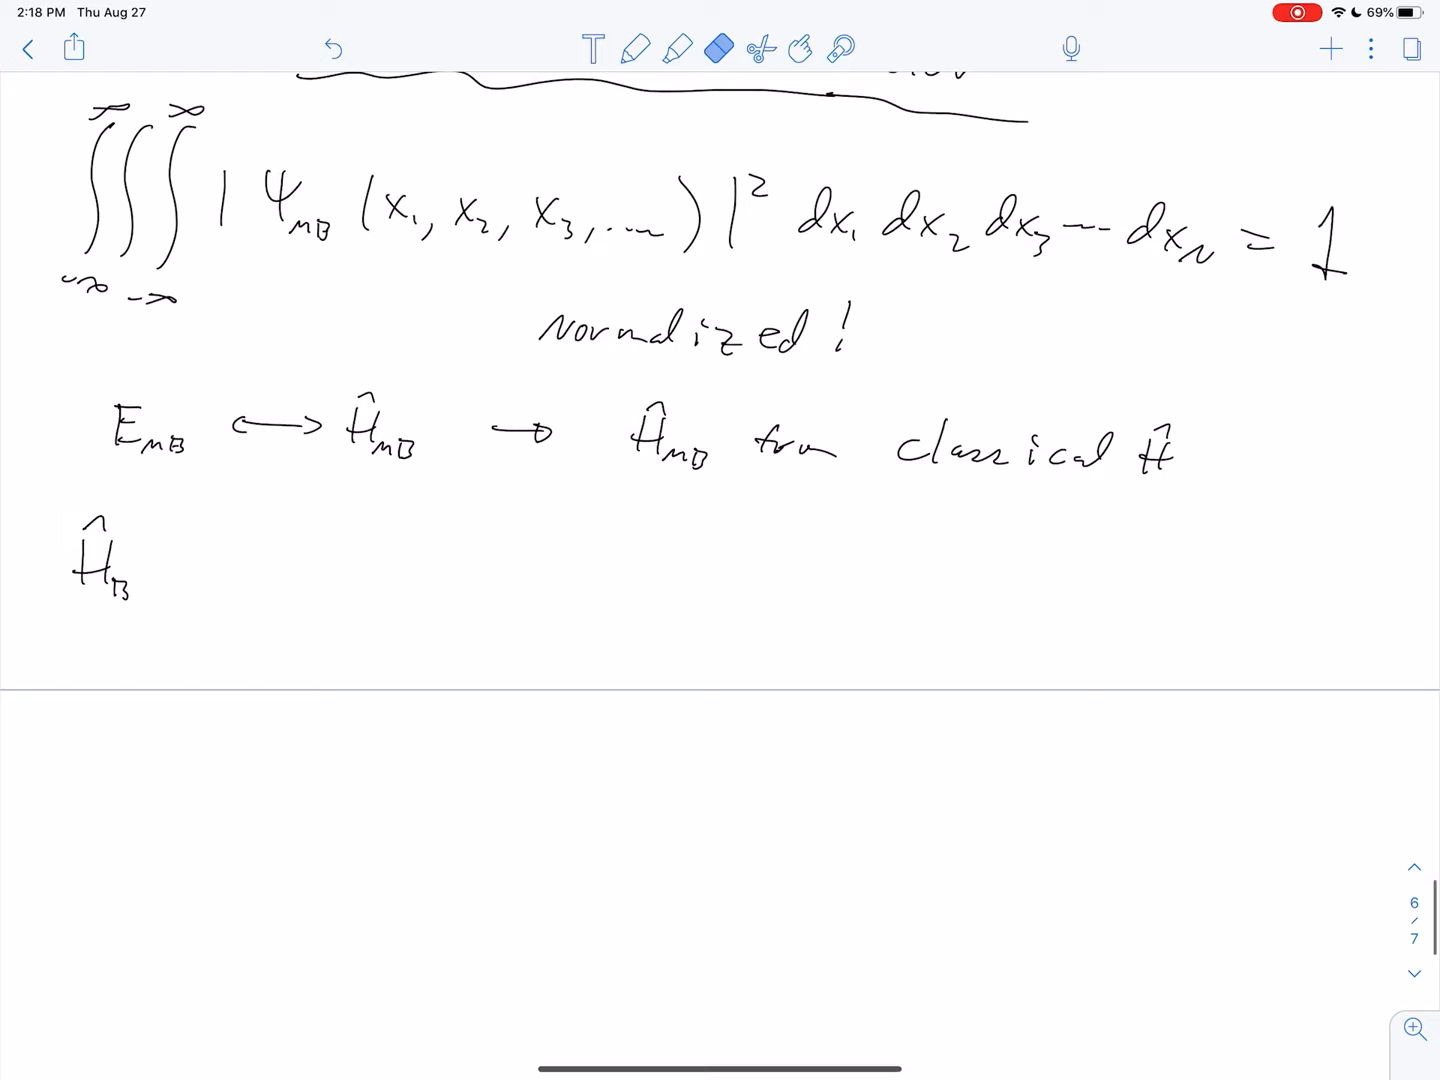 2:18 PM Thu Aug 27
69%
T
∫∫∫ ∞ ∞ -∞ -∞ | Ψ_MB (x₁, x₂, x₃, ....) |² dx₁ dx₂ dx₃ --- dx_N = 1
Normalized!
E_MB ⟷ Ĥ_MB → Ĥ_MB from classical Ĥ
Ĥ_B
6
/
7